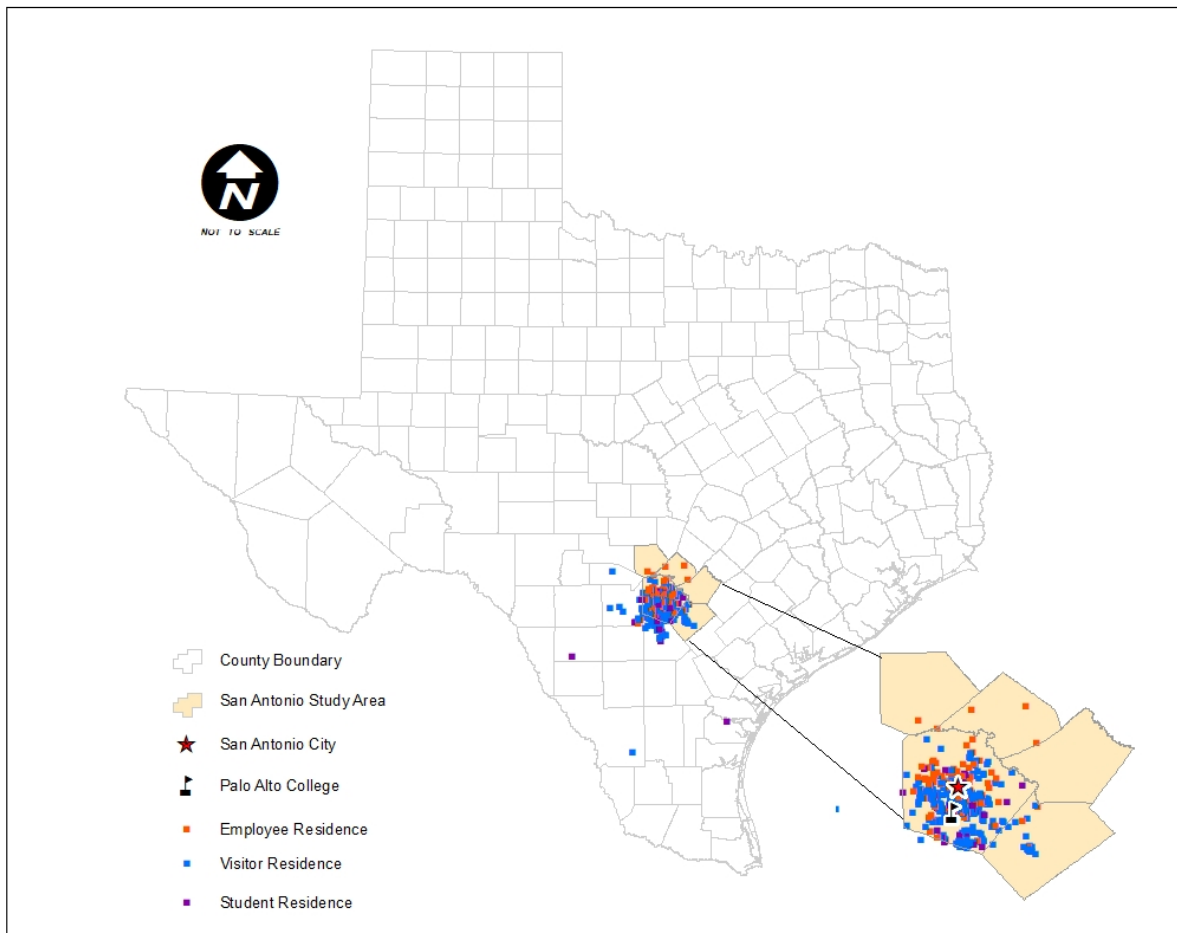 N
NOT TO SCALE
County Boundary
San Antonio Study Area
San Antonio City
Palo Alto College
Employee Residence
Visitor Residence
Student Residence